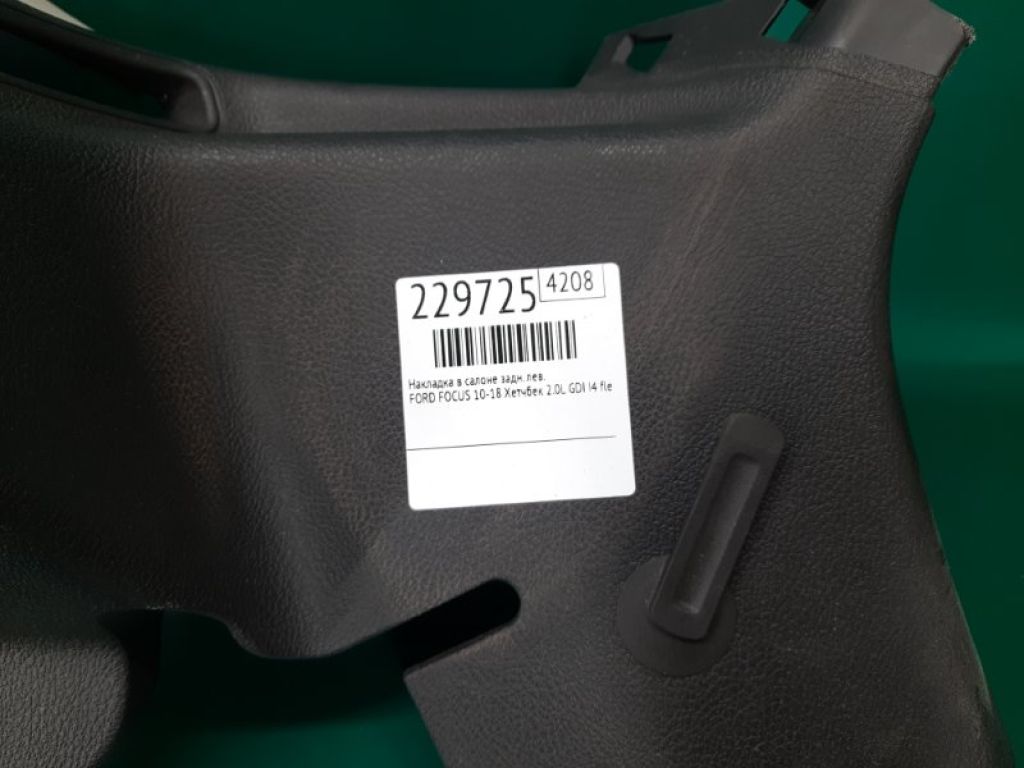 229725 4208
Накладка в салоне задн. лев.
FORD FOCUS 10-18 Хетчбек 2.0L GDI I4 fle